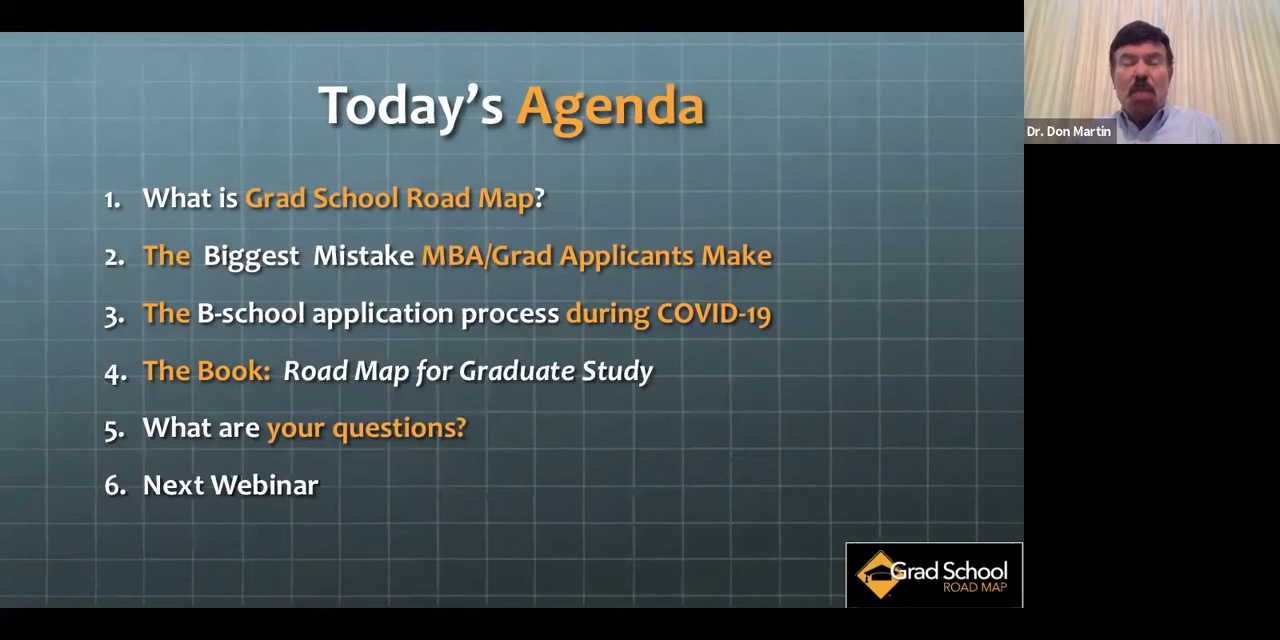 Today's Agenda
1. What is Grad School Road Map?
2. The Biggest Mistake MBA/Grad Applicants Make
3. The B-school application process during COVID-19
4. The Book: Road Map for Graduate Study
5. What are your questions?
6. Next Webinar
Grad School
ROAD MAP
Dr. Don Martin